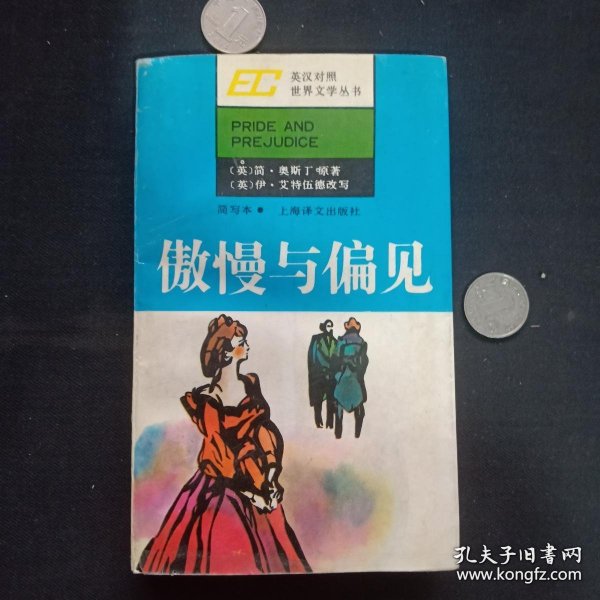 EC
英汉对照
世界文学丛书
PRIDE AND
PREJUDICE
(英)简·奥斯丁原著
(英)伊·艾特伍德改写
简写本● 上海译文出版社
傲慢与偏见
孔夫子旧書网
www.kongfz.com